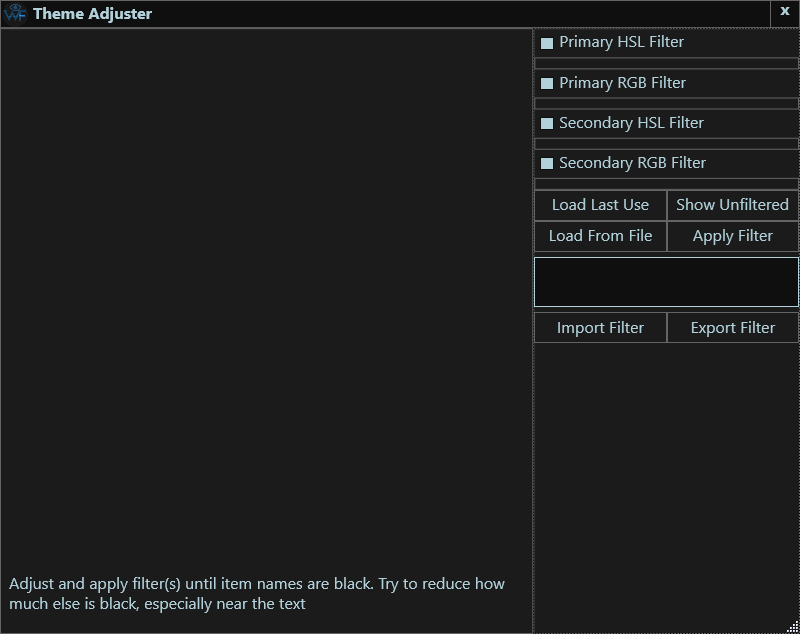 Theme Adjuster
x
Primary HSL Filter
Primary RGB Filter
Secondary HSL Filter
Secondary RGB Filter
Load Last Use
Show Unfiltered
Load From File
Apply Filter
Import Filter
Export Filter
Adjust and apply filter(s) until item names are black. Try to reduce how
much else is black, especially near the text